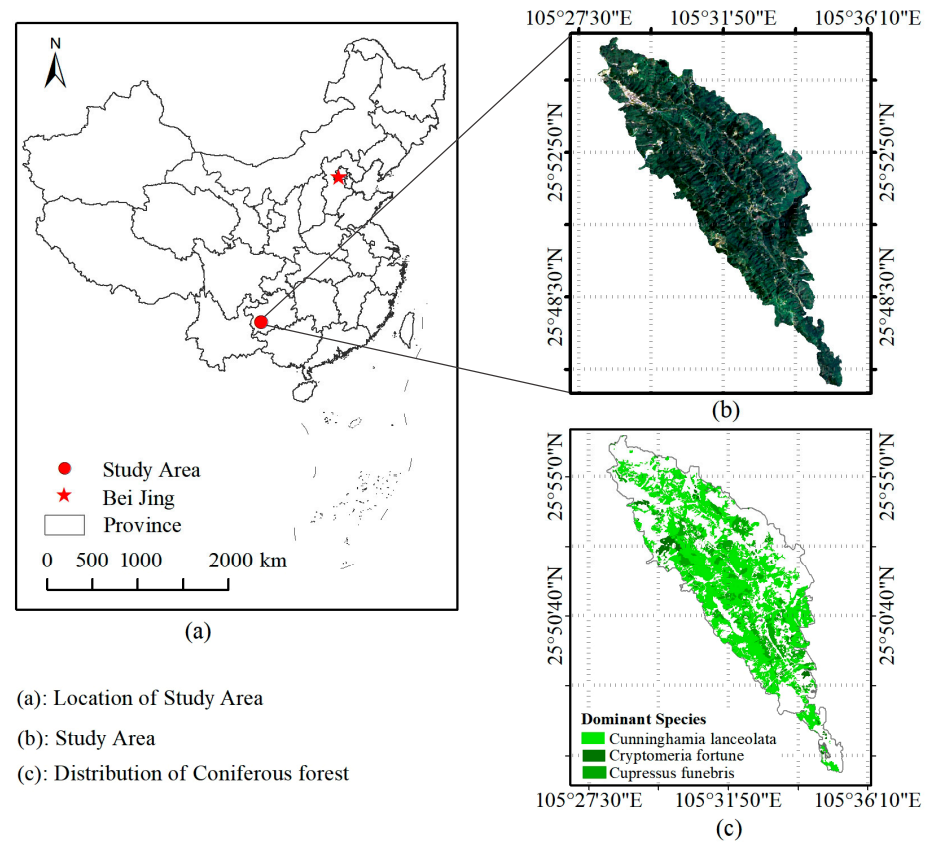 N
Study Area
Bei Jing
Province
0 500 1000 2000 km
(a)
105°27'30"E 105°31'50"E 105°36'10"E
25°52'50"N 25°52'50"N
25°48'30"N 25°48'30"N
(b)
25°55'0"N 25°55'0"N
25°50'40"N 25°50'40"N
Dominant Species
Cunninghamia lanceolata
Cryptomeria fortune
Cupressus funebris
105°27'30"E 105°31'50"E 105°36'10"E
(c)
(a): Location of Study Area
(b): Study Area
(c): Distribution of Coniferous forest